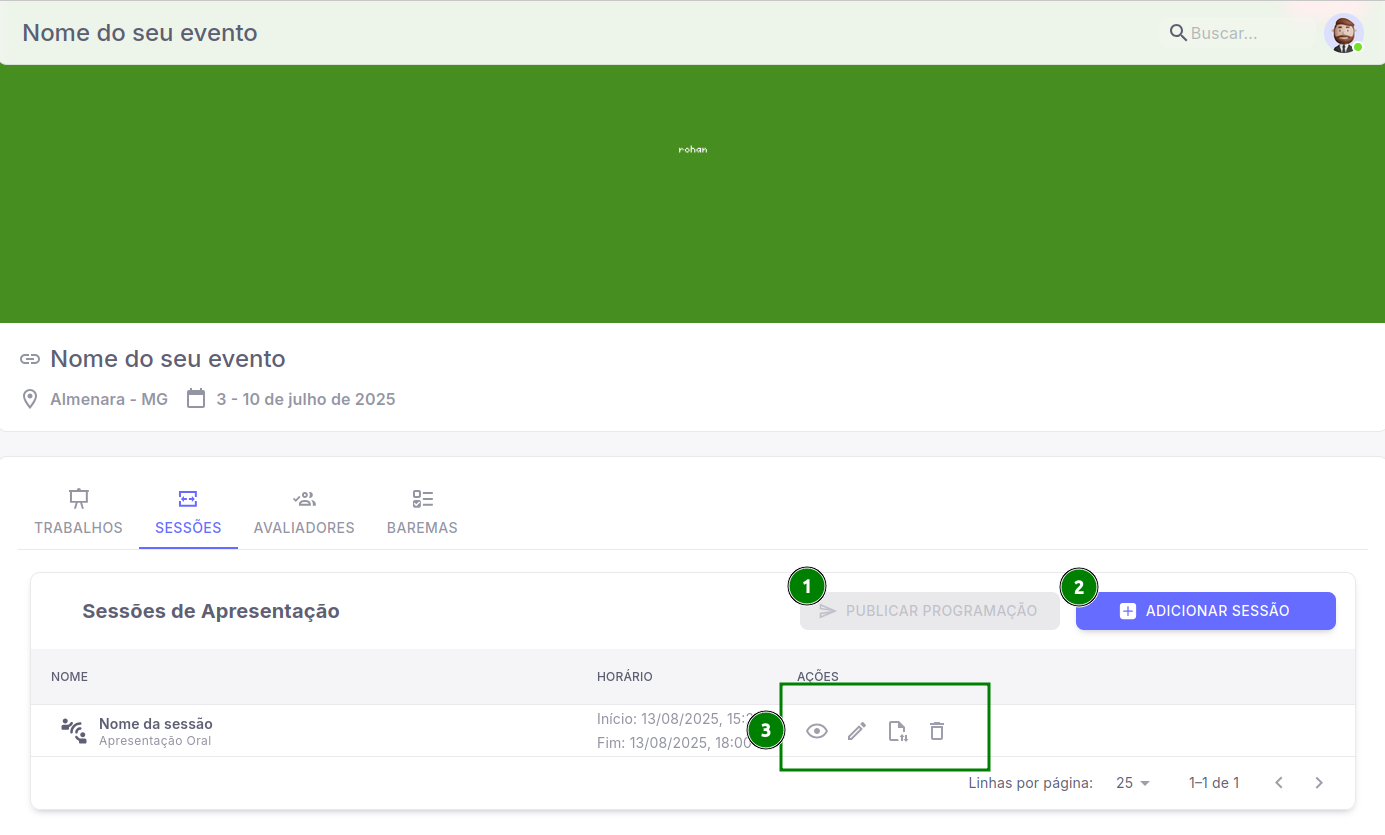 Nome do seu evento
Buscar...
rohan
Nome do seu evento
Almenara - MG 3 - 10 de julho de 2025
TRABALHOS SESSÕES AVALIADORES BAREMAS
1 2
Sessões de Apresentação PUBLICAR PROGRAMAÇÃO ADICIONAR SESSÃO
NOME HORÁRIO AÇÕES
Nome da sessão Início: 13/08/2025,
Apresentação Oral Fim: 13/08/2025, 18:00
3
Linhas por página: 25 1–1 de 1